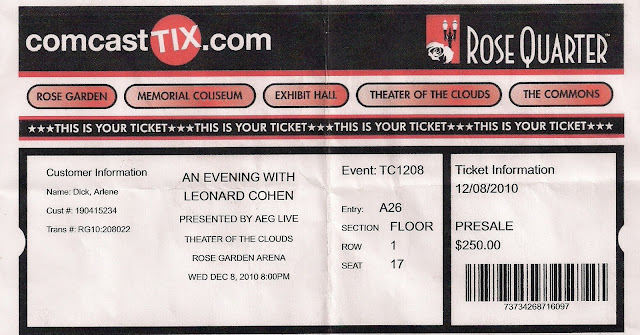 comcastTIX.com
ROSE QUARTER™
ROSE GARDEN MEMORIAL COLISEUM EXHIBIT HALL THEATER OF THE CLOUDS THE COMMONS
★★★THIS IS YOUR TICKET★★★THIS IS YOUR TICKET★★★THIS IS YOUR TICKET★★★THIS IS YOUR TICKET★★★
Customer Information
Name: Dick, Arlene
Cust #: 190415234
Trans #: RG10:208022
AN EVENING WITH
LEONARD COHEN
PRESENTED BY AEG LIVE
THEATER OF THE CLOUDS
ROSE GARDEN ARENA
WED DEC 8, 2010 8:00PM
Event: TC1208
Entry: A26
SECTION FLOOR
ROW 1
SEAT 17
Ticket Information
12/08/2010
PRESALE
$250.00
73734268716097